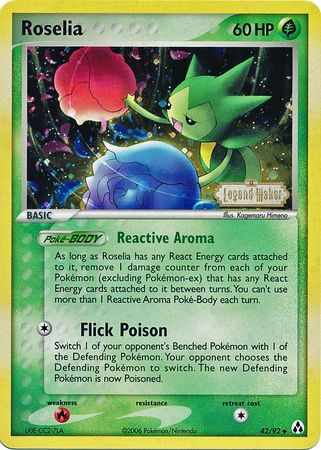 Roselia
60 HP
Legend Maker
BASIC
Illus. Kagemaru Himeno
Poké-BODY Reactive Aroma
As long as Roselia has any React Energy cards attached
to it, remove 1 damage counter from each of your
Pokémon (excluding Pokémon-ex) that has any React
Energy cards attached to it between turns. You can't use
more than 1 Reactive Aroma Poké-Body each turn.
Flick Poison
Switch 1 of your opponent's Benched Pokémon with 1 of
the Defending Pokémon. Your opponent chooses the
Defending Pokémon to switch. The new Defending
Pokémon is now Poisoned.
weakness resistance retreat cost
U0E-CC2-7LA ©2006 Pokémon/Nintendo 42/92